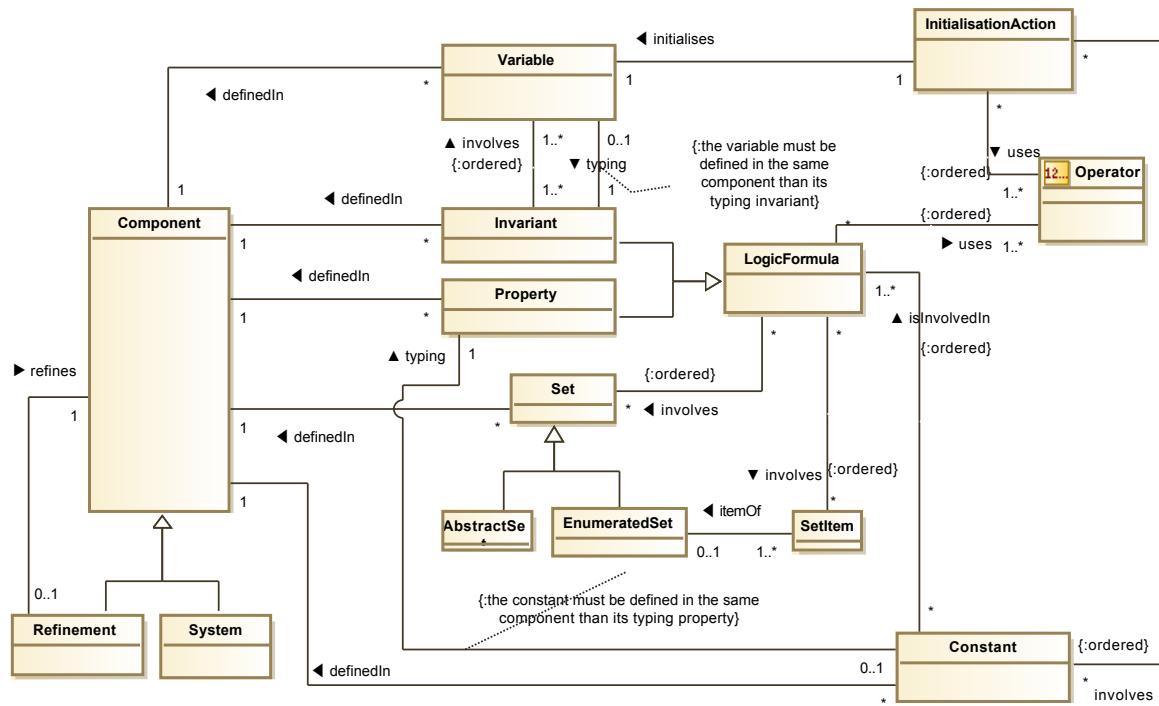 InitialisationAction
◀ initialises
Variable
*
1
1
*
◀ definedIn
*
▲ involves
{:ordered}
1..*
0..1
▼ typing
{:the variable must be
defined in the same
component than its
typing invariant}
▼ uses
{:ordered}
1..*
12... Operator
1
◀ definedIn
1..*
1
Component
1
*
Invariant
{:ordered}
*
▶ uses
1..*
LogicFormula
◀ definedIn
1
*
Property
1..*
▲ isInvolvedIn
{:ordered}
▲ typing
1
*
*
▶ refines
1
{:ordered}
Set
*
◀ involves
1
*
◀ definedIn
▼ involves
{:ordered}
*
1
AbstractSe
t
EnumeratedSet
◀ itemOf
0..1
1..*
SetItem
0..1
{:the constant must be defined in the same
component than its typing property}
*
Refinement
System
Constant
{:ordered}
0..1
◀ definedIn
*
*
involves